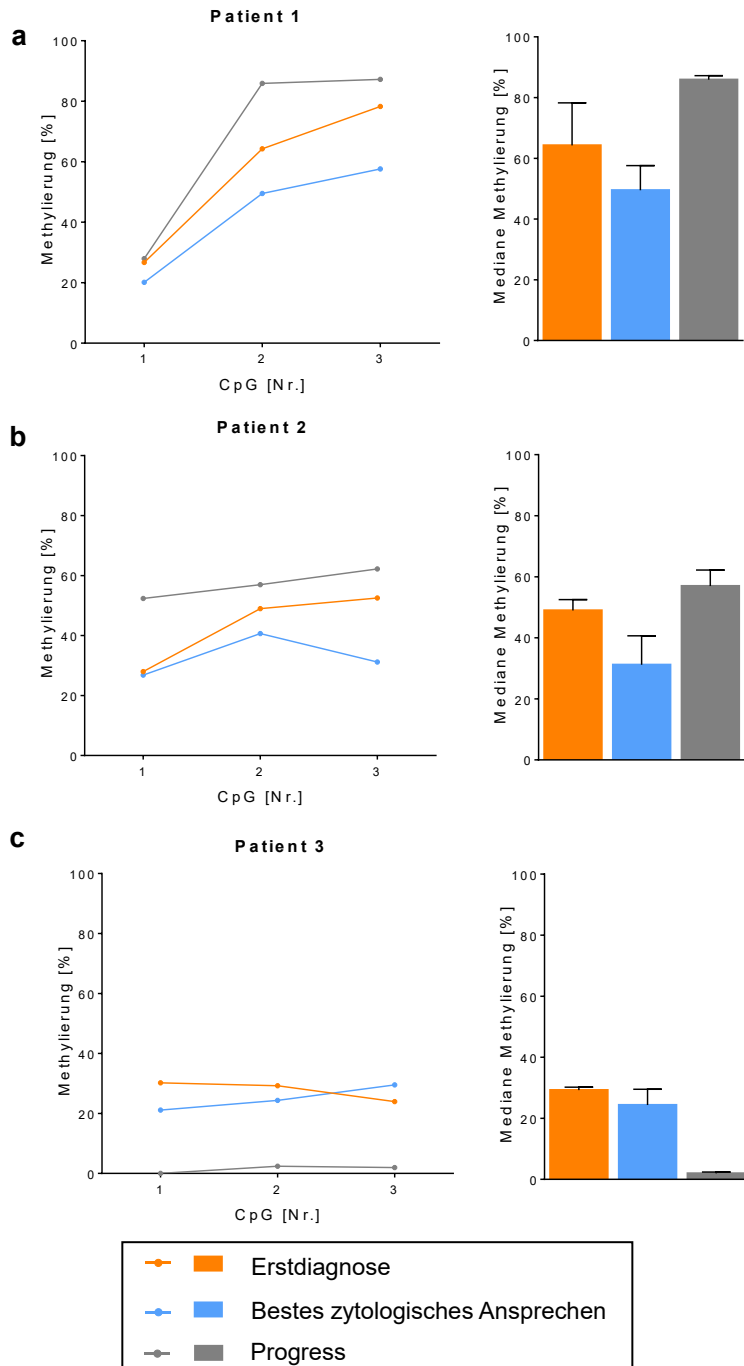 a
Patient 1
Methylierung [%]
100
80
60
40
20
0
1 2 3
CpG [Nr.]
Mediane Methylierung [%]
100
80
60
40
20
0
b
Patient 2
Methylierung [%]
100
80
60
40
20
0
1 2 3
CpG [Nr.]
Mediane Methylierung [%]
100
80
60
40
20
0
c
Patient 3
Methylierung [%]
100
80
60
40
20
0
1 2 3
CpG [Nr.]
Mediane Methylierung [%]
100
80
60
40
20
0
Erstdiagnose
Bestes zytologisches Ansprechen
Progress